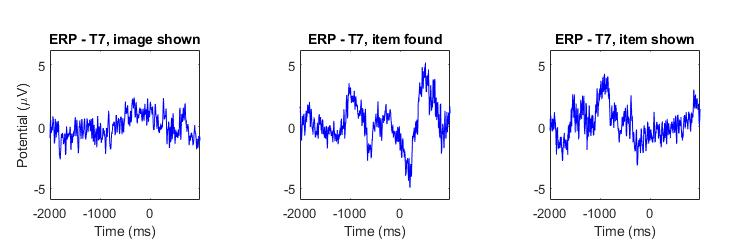 ERP - T7, image shown
ERP - T7, item found
ERP - T7, item shown
Potential (μV)
5
0
-5
-2000
-1000
0
Time (ms)
5
0
-5
-2000
-1000
0
Time (ms)
5
0
-5
-2000
-1000
0
Time (ms)